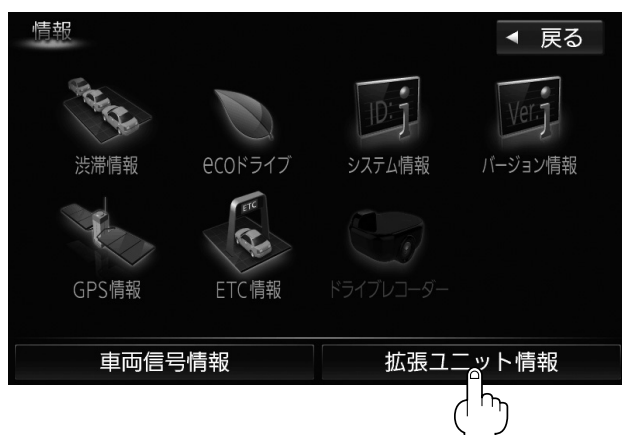 情報
◀ 戻る
ID: i
Ver. i
渋滞情報
ecoドライブ
システム情報
バージョン情報
ETC
GPS情報
ETC情報
ドライブレコーダー
車両信号情報
拡張ユニット情報